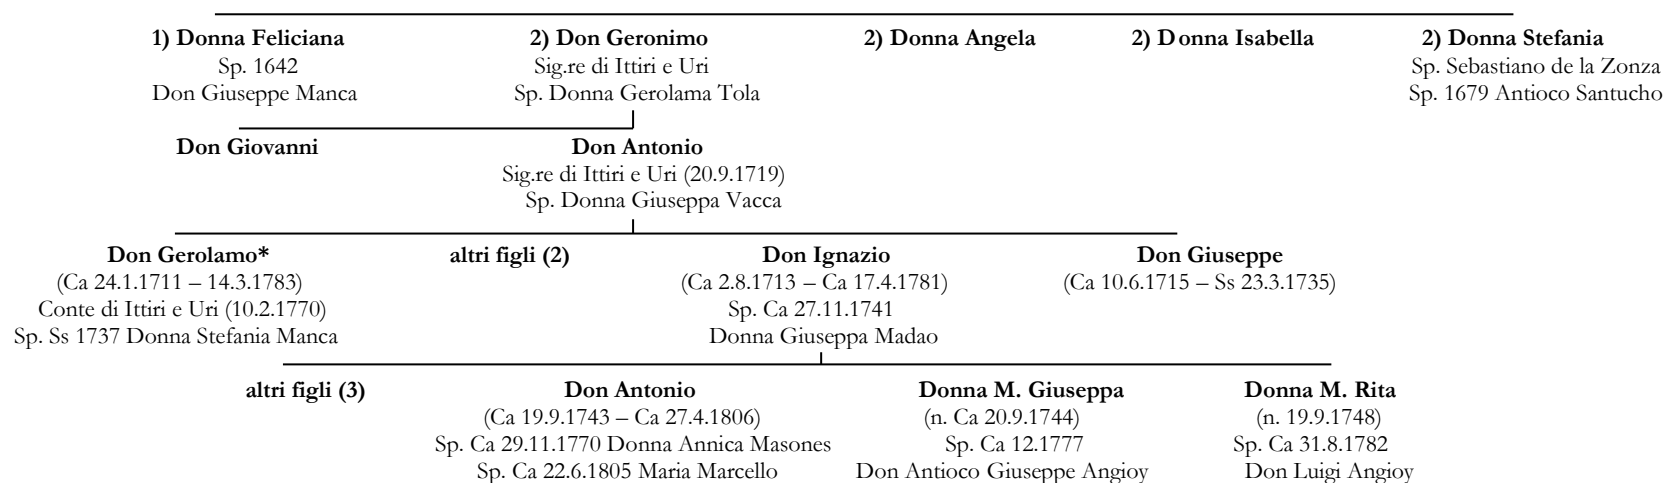 1) Donna Feliciana 2) Don Geronimo 2) Donna Angela 2) Donna Isabella 2) Donna Stefania
Sp. 1642 Sig.re di Ittiri e Uri Sp. Sebastiano de la Zonza
Don Giuseppe Manca Sp. Donna Gerolama Tola Sp. 1679 Antioco Santucho
Don Giovanni Don Antonio
Sig.re di Ittiri e Uri (20.9.1719)
Sp. Donna Giuseppa Vacca
Don Gerolamo* altri figli (2) Don Ignazio Don Giuseppe
(Ca 24.1.1711 – 14.3.1783) (Ca 2.8.1713 – Ca 17.4.1781) (Ca 10.6.1715 – Ss 23.3.1735)
Conte di Ittiri e Uri (10.2.1770) Sp. Ca 27.11.1741
Sp. Ss 1737 Donna Stefania Manca Donna Giuseppa Madao
altri figli (3) Don Antonio Donna M. Giuseppa Donna M. Rita
(Ca 19.9.1743 – Ca 27.4.1806) (n. Ca 20.9.1744) (n. 19.9.1748)
Sp. Ca 29.11.1770 Donna Annica Masones Sp. Ca 12.1777 Sp. Ca 31.8.1782
Sp. Ca 22.6.1805 Maria Marcello Don Antioco Giuseppe Angioy Don Luigi Angioy